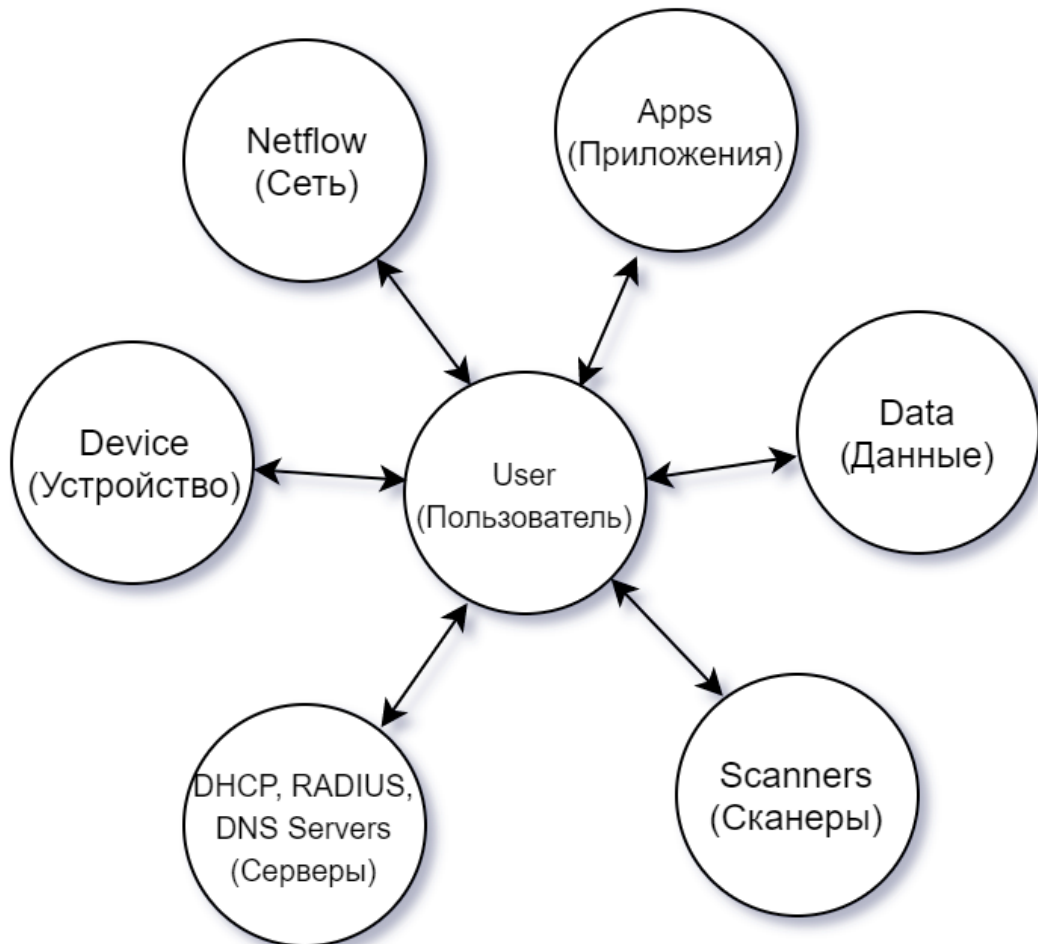 Netflow
(Сеть)
Apps
(Приложения)
Device
(Устройство)
User
(Пользователь)
Data
(Данные)
DHCP, RADIUS,
DNS Servers
(Серверы)
Scanners
(Сканеры)